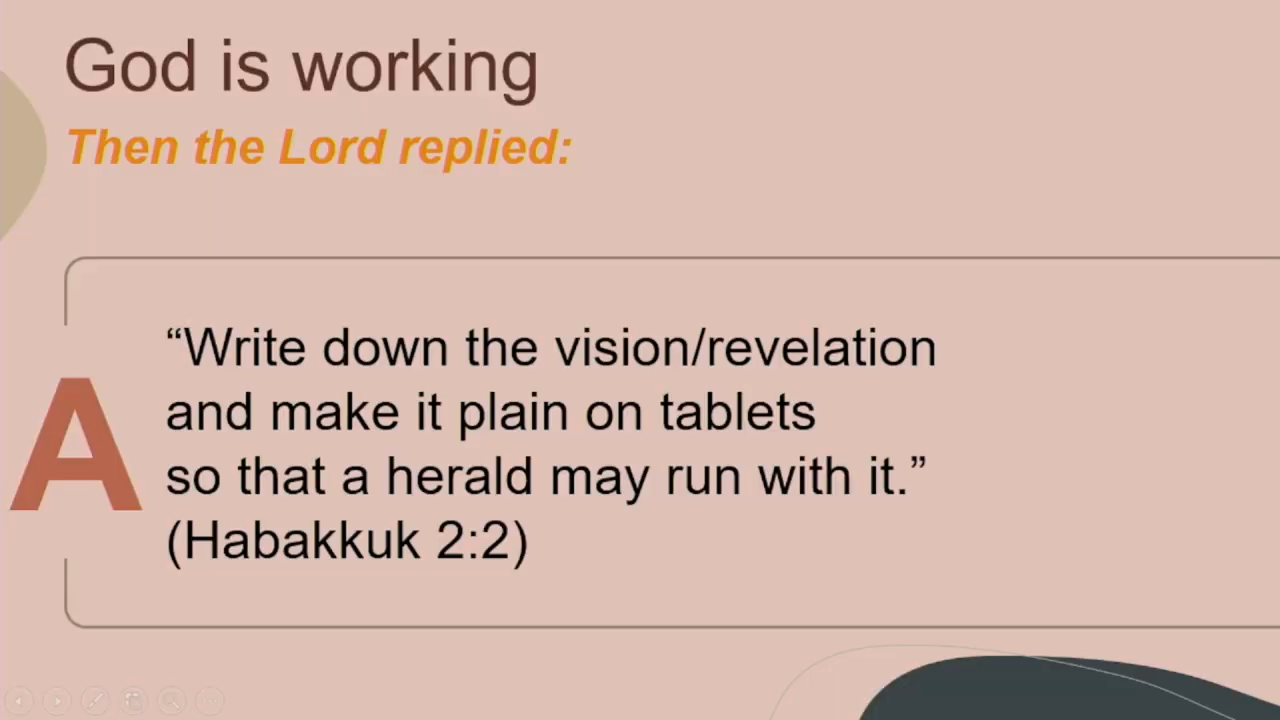 God is working
Then the Lord replied:
“Write down the vision/revelation
and make it plain on tablets
A
so that a herald may run with it.”
(Habakkuk 2:2)